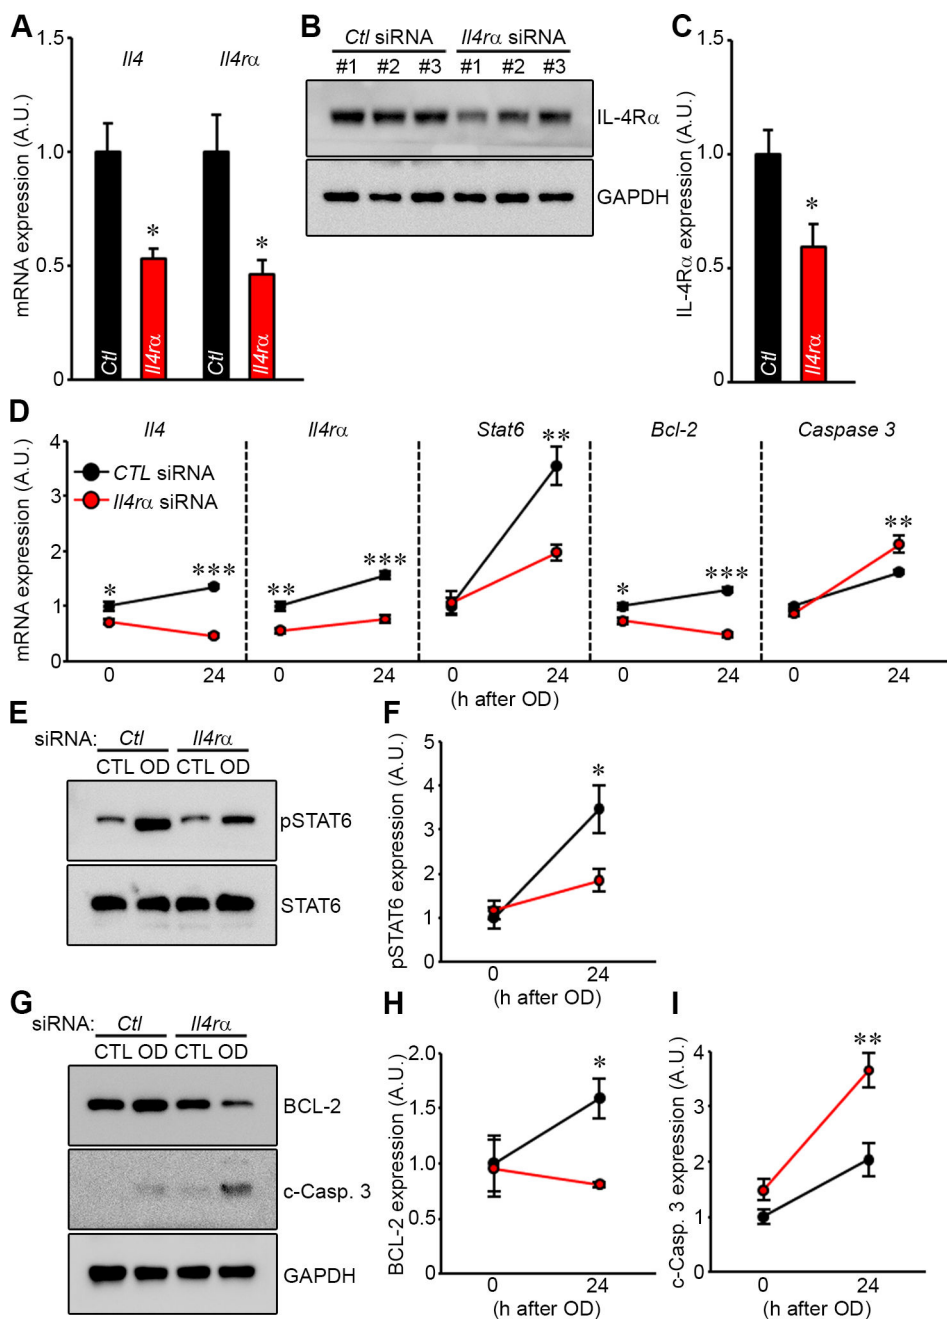 A
1.5
1.0
0.5
0
mRNA expression (A.U.)
Il4
Il4rα
Ctl
Il4rα
Ctl
Il4rα
*
*
B
Ctl siRNA
Il4rα siRNA
#1 #2 #3 #1 #2 #3
IL-4Rα
GAPDH
C
1.5
1.0
0.5
0
IL-4Rα expression (A.U.)
Ctl
Il4rα
*
D
Il4
Il4rα
Stat6
Bcl-2
Caspase 3
4
3
2
1
0
mRNA expression (A.U.)
CTL siRNA
Il4rα siRNA
* ***
** ***
**
* ***
**
0 24 0 24 0 24 0 24 0 24
(h after OD)
E
siRNA: Ctl Il4rα
CTL OD CTL OD
pSTAT6
STAT6
F
5
4
3
2
1
0
pSTAT6 expression (A.U.)
*
0 24
(h after OD)
G
siRNA: Ctl Il4rα
CTL OD CTL OD
BCL-2
c-Casp. 3
GAPDH
H
2.0
1.5
1.0
0.5
0
BCL-2 expression (A.U.)
*
0 24
(h after OD)
I
4
3
2
1
0
c-Casp. 3 expression (A.U.)
**
0 24
(h after OD)